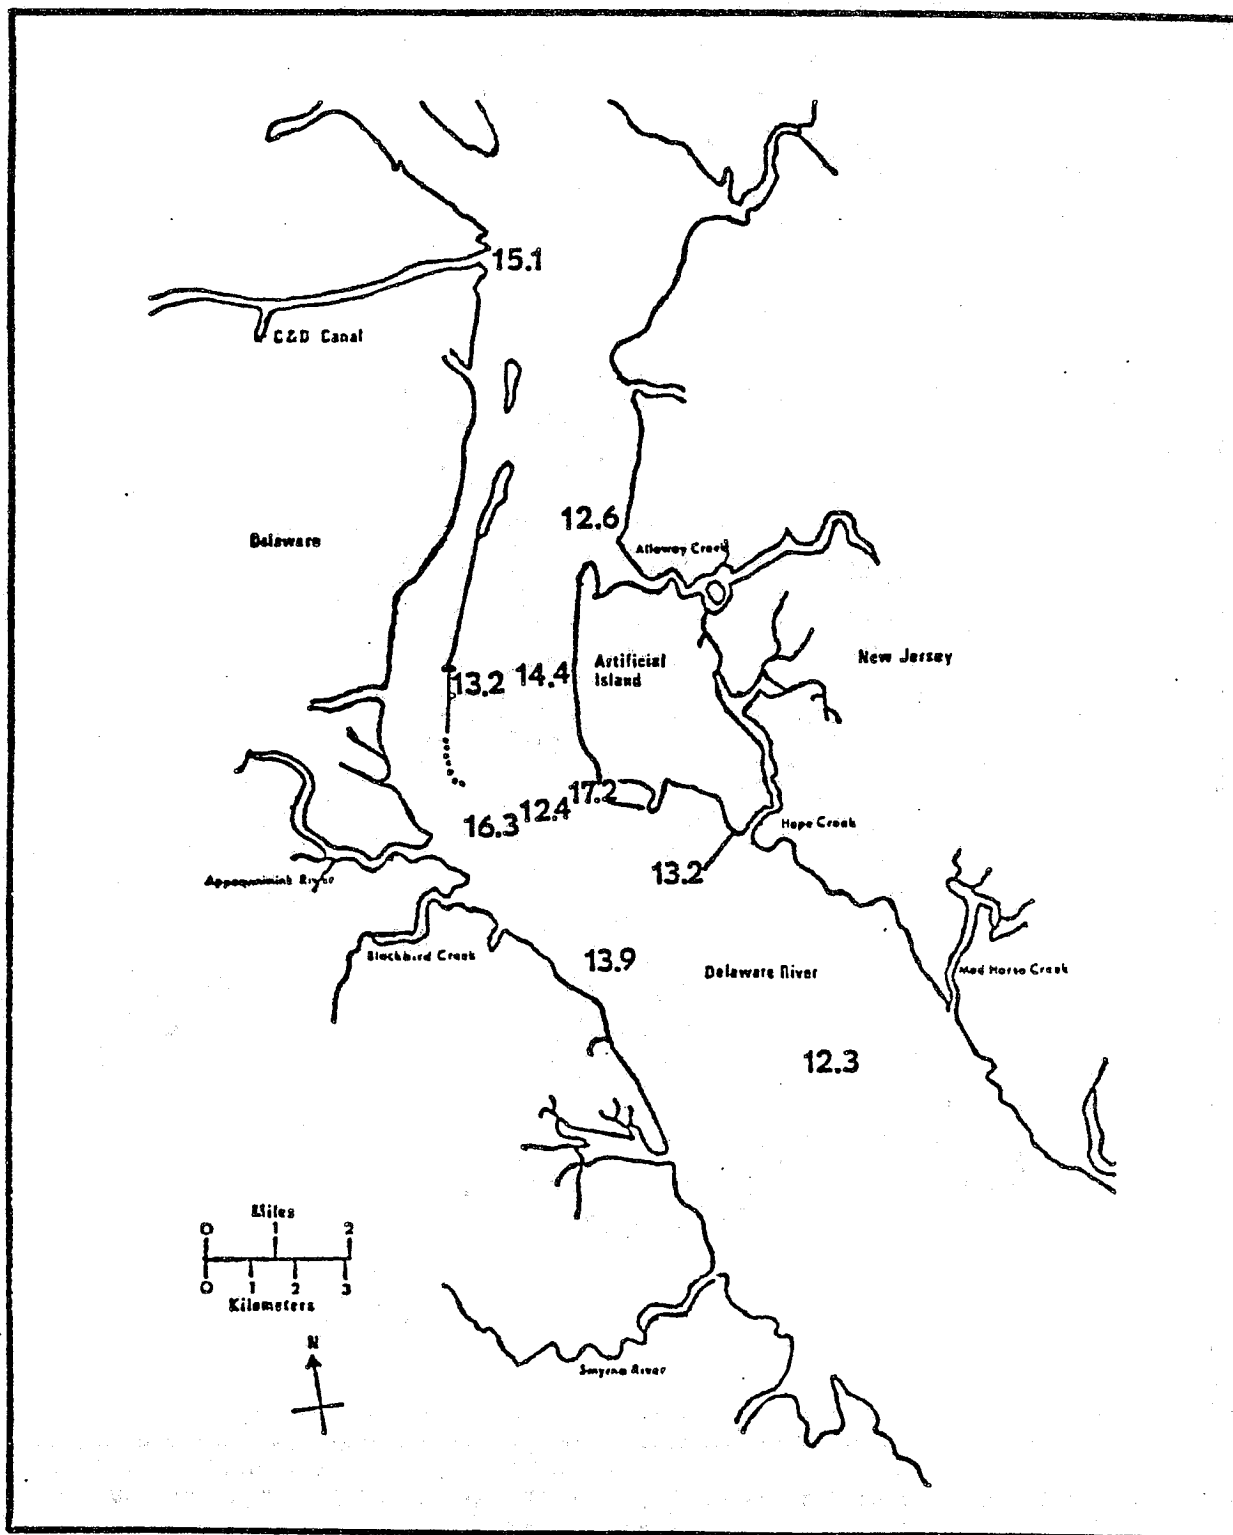 15.1
C&D Canal
12.6
Delaware
Alloway Creek
Artificial
Island
New Jersey
13.2
14.4
17.2
12.4
16.3
Hope Creek
13.2
Appoquinimink River
Blackbird Creek
13.9
Delaware River
Mad Horse Creek
12.3
Miles
0 1 2
0 1 2 3
Kilometers
N
Smyrna River